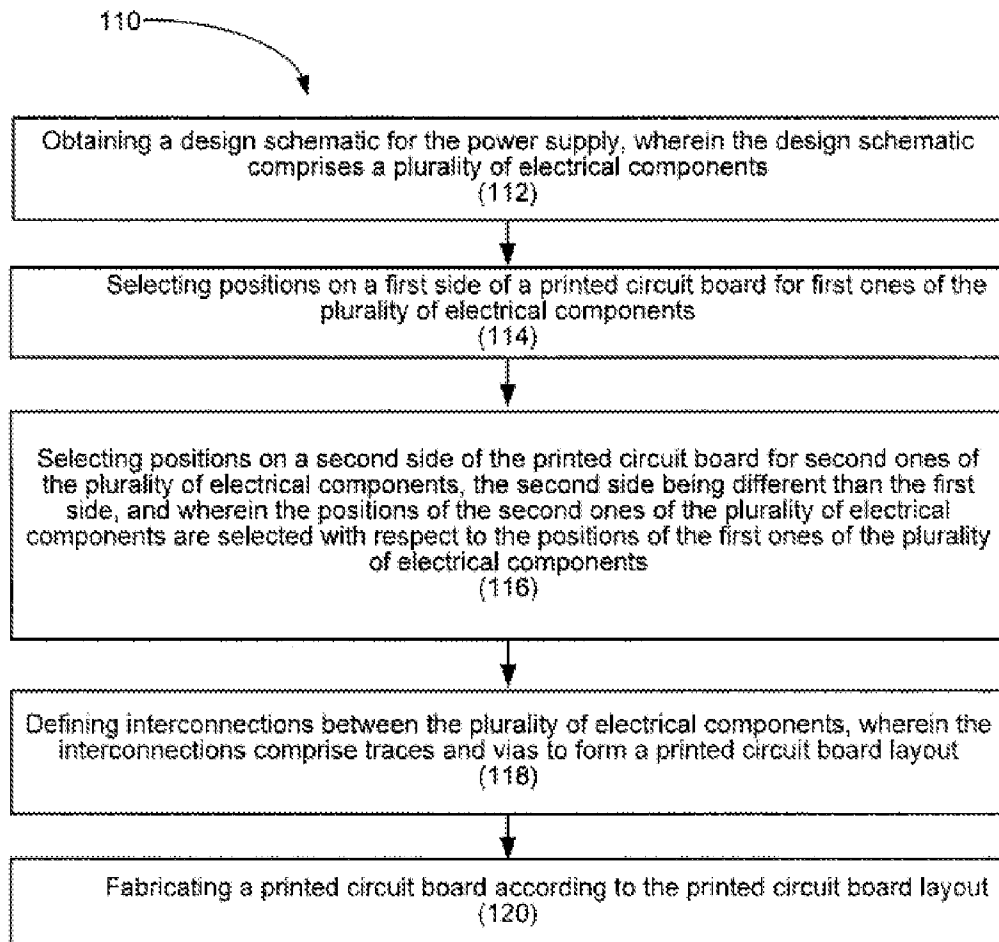 110
Obtaining a design schematic for the power supply, wherein the design schematic
comprises a plurality of electrical components
(112)
Selecting positions on a first side of a printed circuit board for first ones of the
plurality of electrical components
(114)
Selecting positions on a second side of the printed circuit board for second ones of
the plurality of electrical components, the second side being different than the first
side, and wherein the positions of the second ones of the plurality of electrical
components are selected with respect to the positions of the first ones of the plurality
of electrical components
(116)
Defining interconnections between the plurality of electrical components, wherein the
interconnections comprise traces and vias to form a printed circuit board layout
(118)
Fabricating a printed circuit board according to the printed circuit board layout
(120)